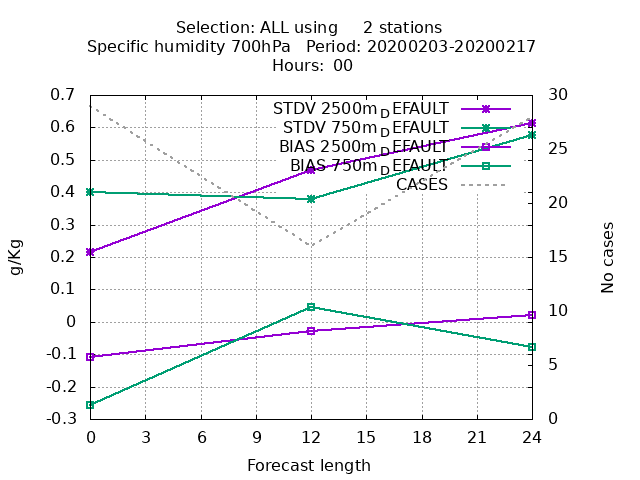 Selection: ALL using 2 stations
Specific humidity 700hPa Period: 20200203-20200217
Hours: 00
0.7
0.6
0.5
0.4
0.3
0.2
0.1
0
-0.1
-0.2
-0.3
g/Kg
STDV 2500m_DEFAULT
STDV 750m_DEFAULT
BIAS 2500m_DEFAULT
BIAS 750m_DEFAULT
CASES
30
25
20
15
10
5
0
No cases
0 3 6 9 12 15 18 21 24
Forecast length